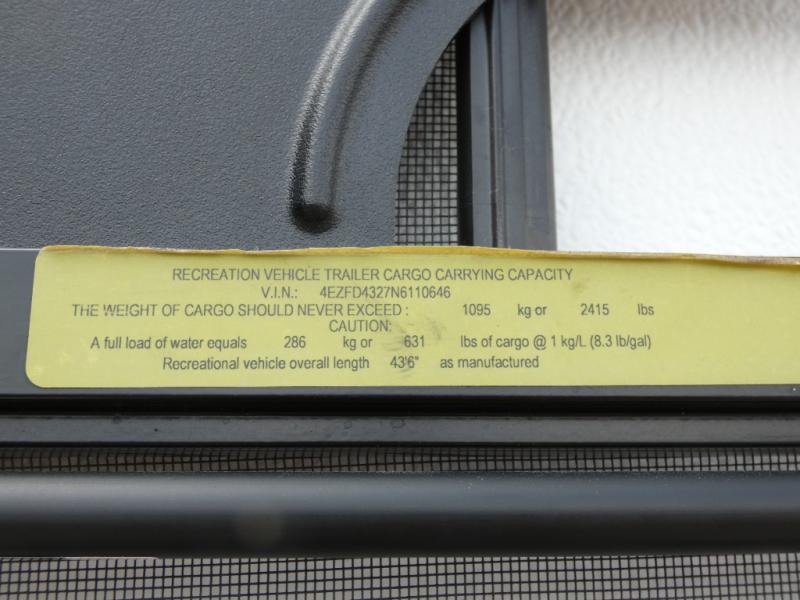 RECREATION VEHICLE TRAILER CARGO CARRYING CAPACITY
V.I.N.: 4EZFD4327N6110646
THE WEIGHT OF CARGO SHOULD NEVER EXCEED : 1095 kg or 2415 lbs
CAUTION:
A full load of water equals 286 kg or 631 lbs of cargo @ 1 kg/L (8.3 lb/gal)
Recreational vehicle overall length 43'6" as manufactured